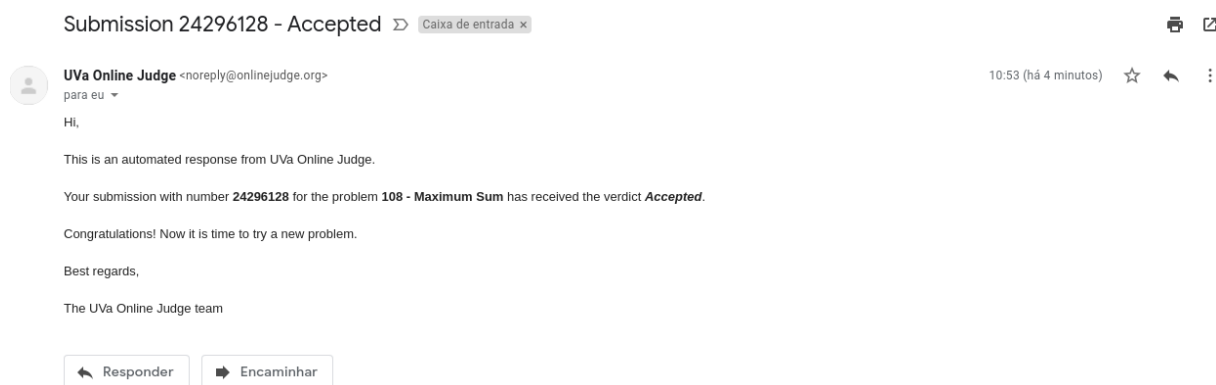 Submission 24296128 - Accepted Caixa de entrada ×
UVa Online Judge <noreply@onlinejudge.org> 10:53 (há 4 minutos)
para eu
Hi,
This is an automated response from UVa Online Judge.
Your submission with number 24296128 for the problem 108 - Maximum Sum has received the verdict Accepted.
Congratulations! Now it is time to try a new problem.
Best regards,
The UVa Online Judge team
Responder Encaminhar